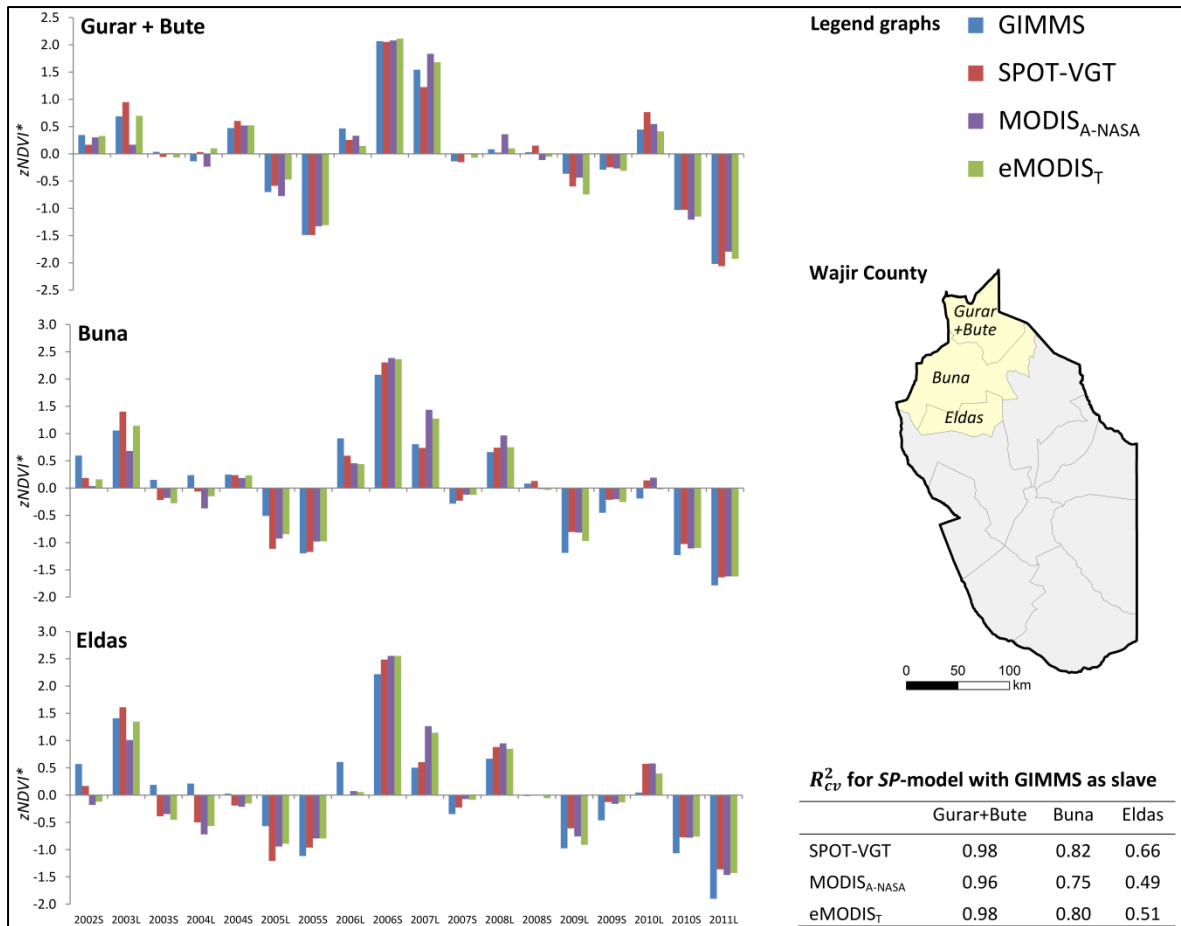 Gurar + Bute
zNDVI*
2.5
2.0
1.5
1.0
0.5
0.0
-0.5
-1.0
-1.5
-2.0
2.5
Buna
zNDVI*
3.0
2.5
2.0
1.5
1.0
0.5
0.0
-0.5
-1.0
-1.5
-2.0
Eldas
zNDVI*
3.0
2.5
2.0
1.5
1.0
0.5
0.0
-0.5
-1.0
-1.5
-2.0
2002S 2003L 2003S 2004L 2004S 2005L 2005S 2006L 2006S 2007L 2007S 2008L 2008S 2009L 2009S 2010L 2010S 2011L
Legend graphs
GIMMS
SPOT-VGT
MODISA-NASA
eMODIST
Wajir County
Gurar
+Bute
Buna
Eldas
0 50 100
km
R²cv for SP-model with GIMMS as slave
Gurar+Bute Buna Eldas
SPOT-VGT 0.98 0.82 0.66
MODISA-NASA 0.96 0.75 0.49
eMODIST 0.98 0.80 0.51